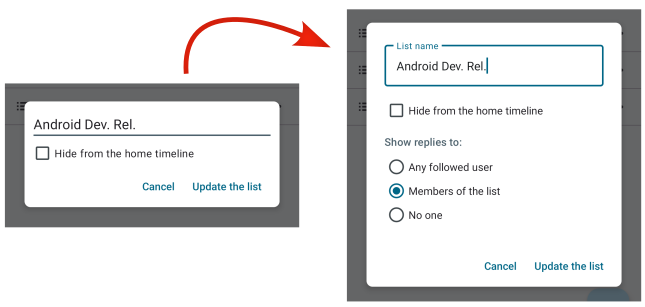 Android Dev. Rel.
Hide from the home timeline
Cancel Update the list
List name
Android Dev. Rel.
Hide from the home timeline
Show replies to:
Any followed user
Members of the list
No one
Cancel Update the list